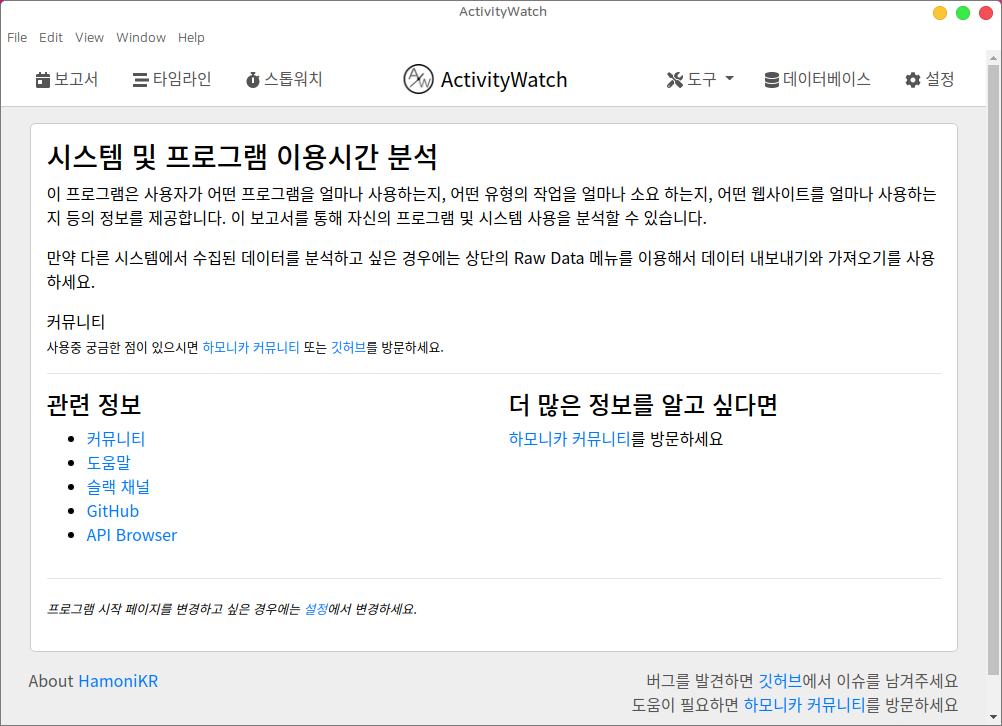 ActivityWatch
File Edit View Window Help
보고서 타임라인 스톱워치 ActivityWatch 도구 데이터베이스 설정
시스템 및 프로그램 이용시간 분석
이 프로그램은 사용자가 어떤 프로그램을 얼마나 사용하는지, 어떤 유형의 작업을 얼마나 소요 하는지, 어떤 웹사이트를 얼마나 사용하는
지 등의 정보를 제공합니다. 이 보고서를 통해 자신의 프로그램 및 시스템 사용을 분석할 수 있습니다.
만약 다른 시스템에서 수집된 데이터를 분석하고 싶은 경우에는 상단의 Raw Data 메뉴를 이용해서 데이터 내보내기와 가져오기를 사용
하세요.
커뮤니티
사용중 궁금한 점이 있으시면 하모니카 커뮤니티 또는 깃허브를 방문하세요.
관련 정보
커뮤니티
도움말
슬랙 채널
GitHub
API Browser
더 많은 정보를 알고 싶다면
하모니카 커뮤니티를 방문하세요
프로그램 시작 페이지를 변경하고 싶은 경우에는 설정에서 변경하세요.
About HamoniKR
버그를 발견하면 깃허브에서 이슈를 남겨주세요
도움이 필요하면 하모니카 커뮤니티를 방문하세요